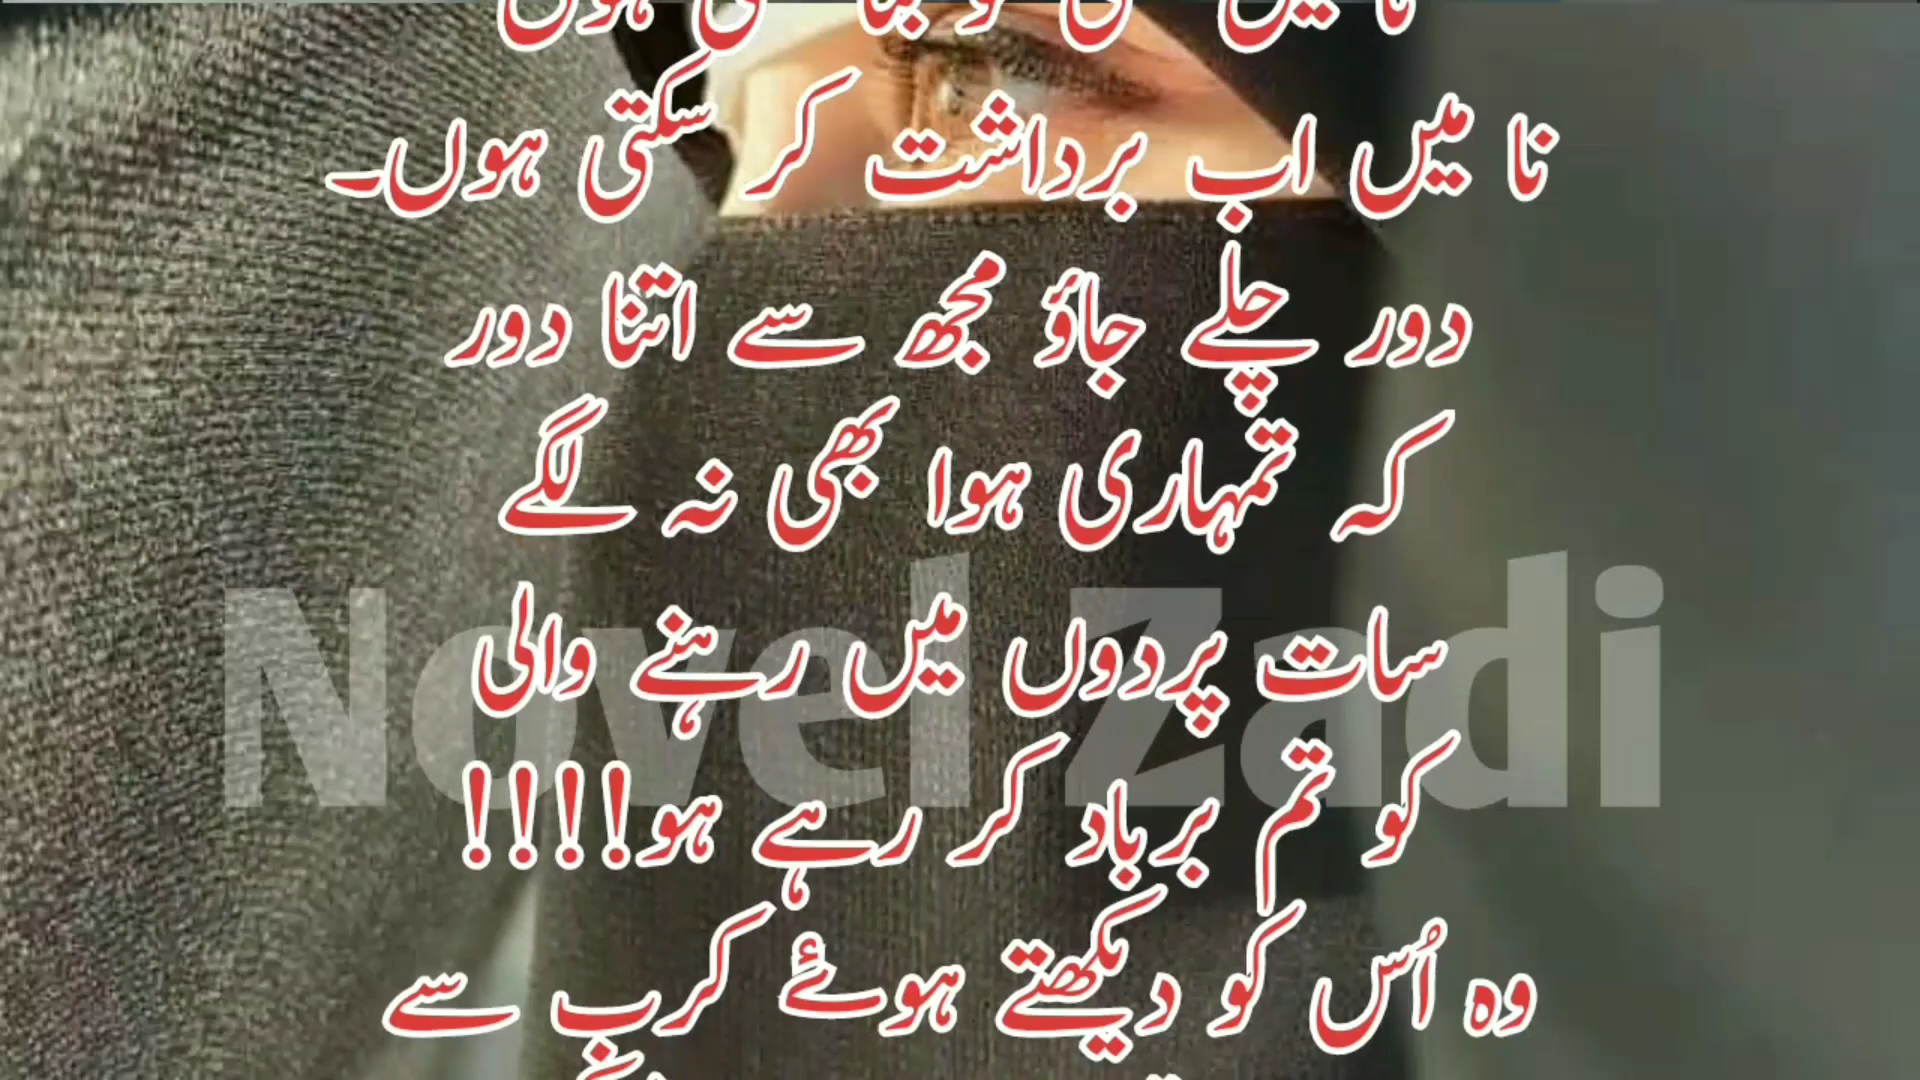 نا میں اب برداشت کر سکتی ہوں۔
دور چلے جاؤ مجھ سے اتنا دور
کہ تمہاری ہوا بھی نہ لگے
سات پردوں میں رہنے والی
کو تم برباد کر رہے ہو!!!!
وہ اُس کو دیکھتے ہوئے کرب سے
Novel Zadi